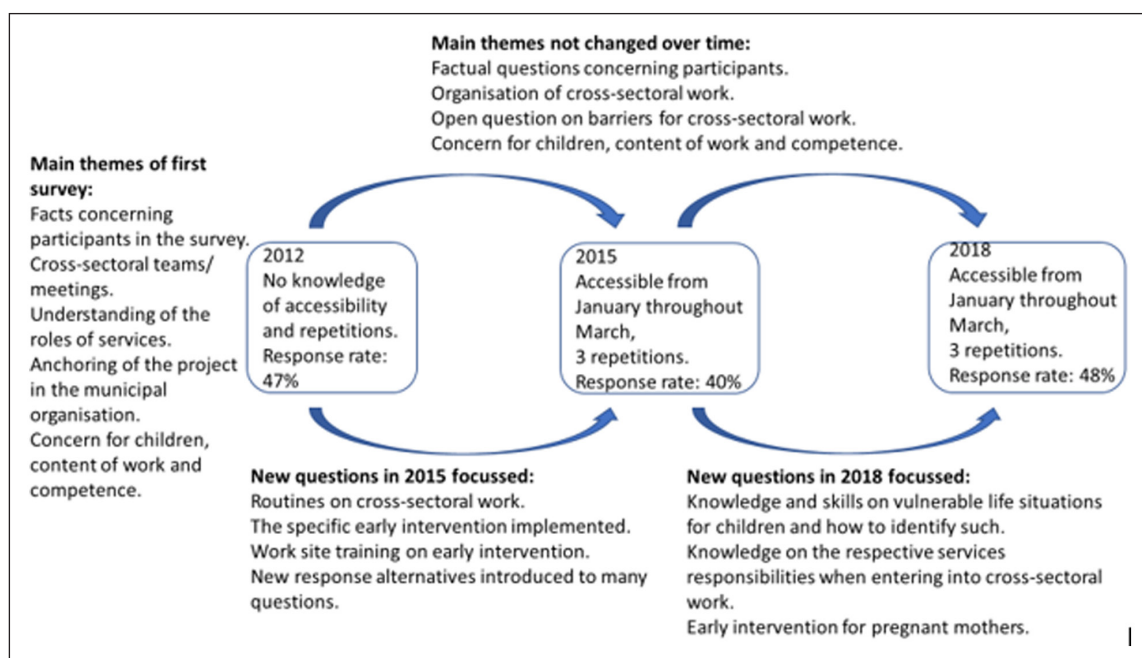 Main themes not changed over time:
Factual questions concerning participants.
Organisation of cross-sectoral work.
Open question on barriers for cross-sectoral work.
Concern for children, content of work and competence.
Main themes of first
survey:
Facts concerning
participants in the survey.
Cross-sectoral teams/
meetings.
Understanding of the
roles of services.
Anchoring of the project
in the municipal
organisation.
Concern for children,
content of work and
competence.
2012
No knowledge
of accessibility
and repetitions.
Response rate:
47%
2015
Accessible from
January throughout
March,
3 repetitions.
Response rate: 40%
2018
Accessible from
January throughout
March,
3 repetitions.
Response rate: 48%
New questions in 2015 focussed:
Routines on cross-sectoral work.
The specific early intervention implemented.
Work site training on early intervention.
New response alternatives introduced to many
questions.
New questions in 2018 focussed:
Knowledge and skills on vulnerable life situations
for children and how to identify such.
Knowledge on the respective services
responsibilities when entering into cross-sectoral
work.
Early intervention for pregnant mothers.